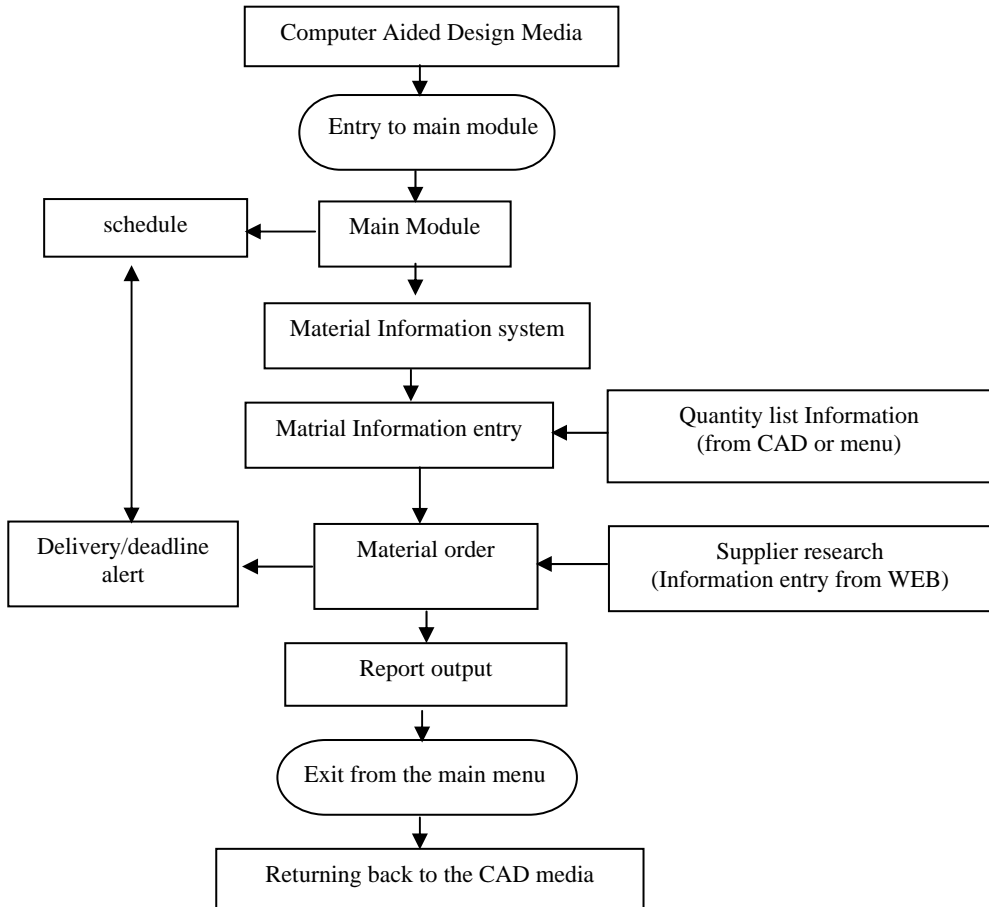 Computer Aided Design Media
Entry to main module
schedule
Main Module
Material Information system
Matrial Information entry
Quantity list Information
(from CAD or menu)
Delivery/deadline
alert
Material order
Supplier research
(Information entry from WEB)
Report output
Exit from the main menu
Returning back to the CAD media